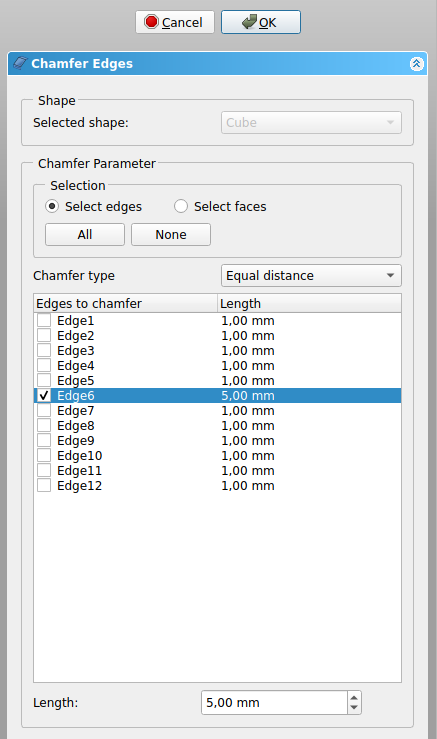 Cancel OK
Chamfer Edges
Shape
Selected shape: Cube
Chamfer Parameter
Selection
Select edges Select faces
All None
Chamfer type Equal distance
Edges to chamfer Length
Edge1 1,00 mm
Edge2 1,00 mm
Edge3 1,00 mm
Edge4 1,00 mm
Edge5 1,00 mm
Edge6 5,00 mm
Edge7 1,00 mm
Edge8 1,00 mm
Edge9 1,00 mm
Edge10 1,00 mm
Edge11 1,00 mm
Edge12 1,00 mm
Length: 5,00 mm